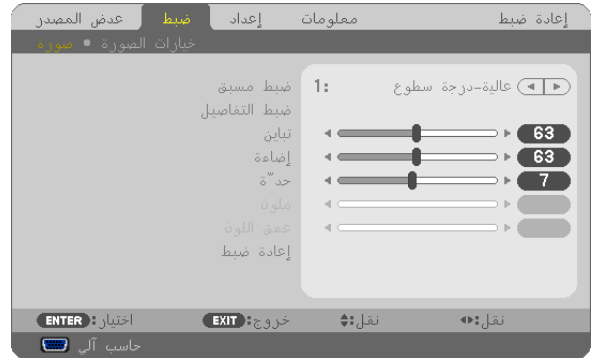 عدض المصدر ضبط إعداد معلومات إعادة ضبط
صورة • خيارات الصورة
ضبط مسبق 1: عالية-درجة سطوع
ضبط التفاصيل
تباين 63
إضاءة 63
حدّة 7
ملون
عمق اللون
إعادة ضبط
ENTER :اختيار EXIT :خروج نقل: نقل:
حاسب آلي